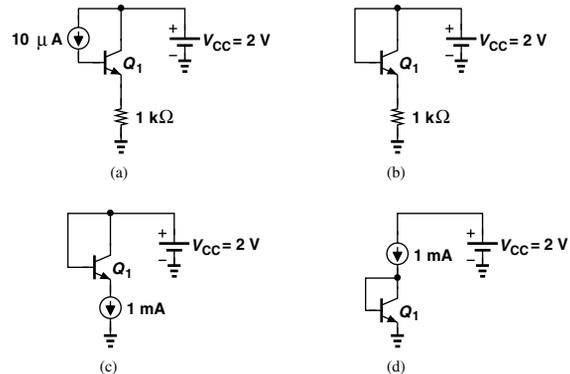 10 μ A
+
−
VCC = 2 V
Q1
1 kΩ
(a)
+
−
VCC = 2 V
Q1
1 kΩ
(b)
+
−
VCC = 2 V
Q1
1 mA
(c)
+
−
VCC = 2 V
1 mA
Q1
(d)